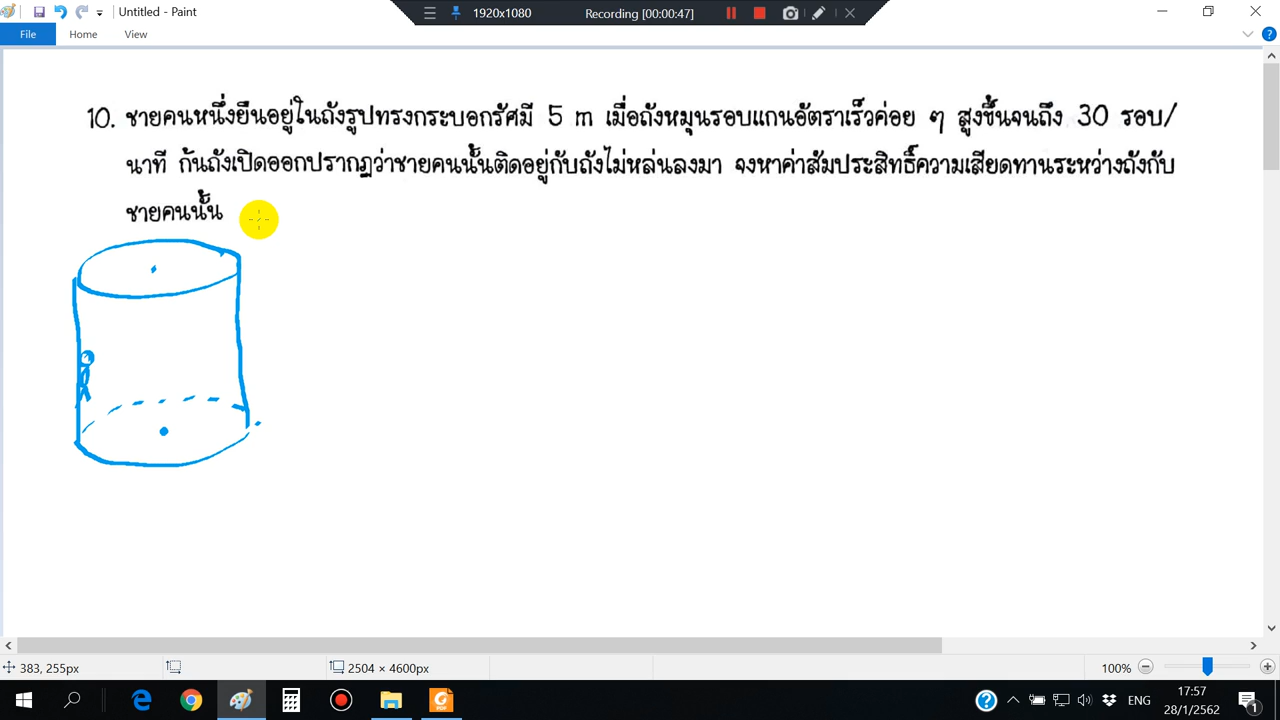 Untitled - Paint
1920x1080
Recording [00:00:47]
File
Home
View
10. ชายคนหนึ่งยืนอยู่ในถังรูปทรงกระบอกรัศมี 5 m เมื่อถังหมุนรอบแกนอัตราเร็วค่อย ๆ สูงขึ้นจนถึง 30 รอบ/
นาที ก้นถังเปิดออกปรากฏว่าชายคนนั้นติดอยู่กับถังไม่หล่นลงมา จงหาค่าสัมประสิทธิ์ความเสียดทานระหว่างถังกับ
ชายคนนั้น
383, 255px
2504 × 4600px
100%
ENG
17:57
28/1/2562
1